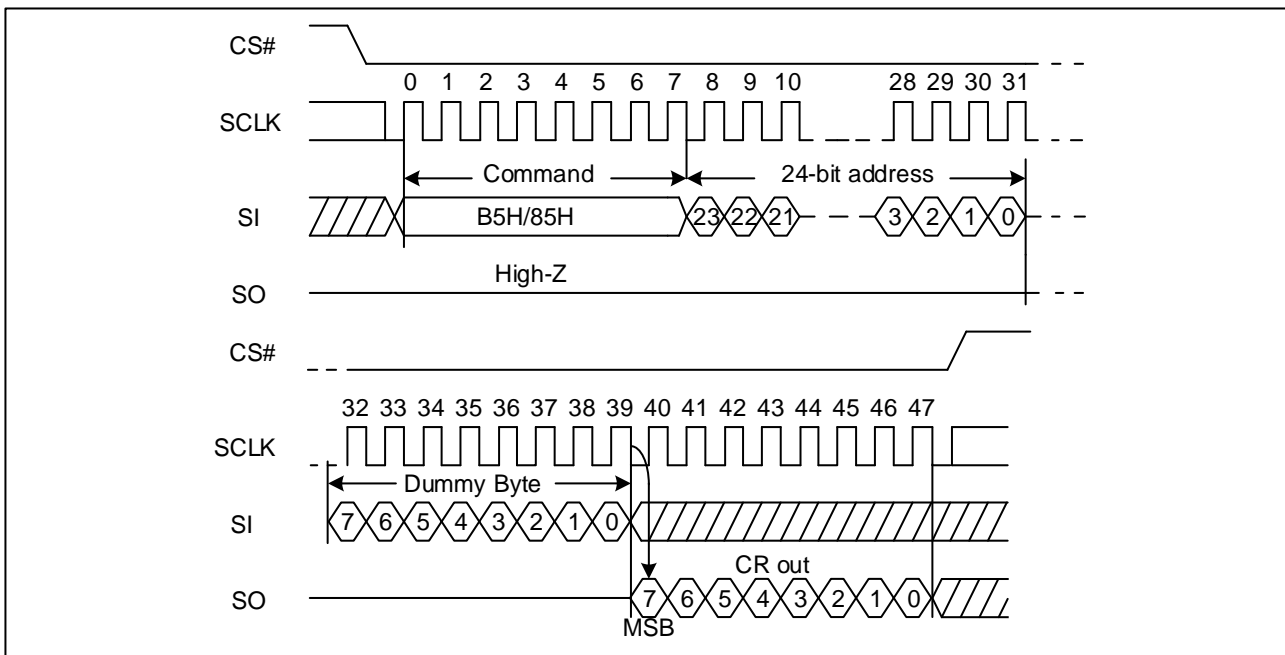 CS#
0 1 2 3 4 5 6 7 8 9 10 28 29 30 31
SCLK
Command 24-bit address
SI B5H/85H 23 22 21 3 2 1 0
High-Z
SO
CS#
32 33 34 35 36 37 38 39 40 41 42 43 44 45 46 47
SCLK
Dummy Byte
SI 7 6 5 4 3 2 1 0
CR out
SO 7 6 5 4 3 2 1 0
MSB